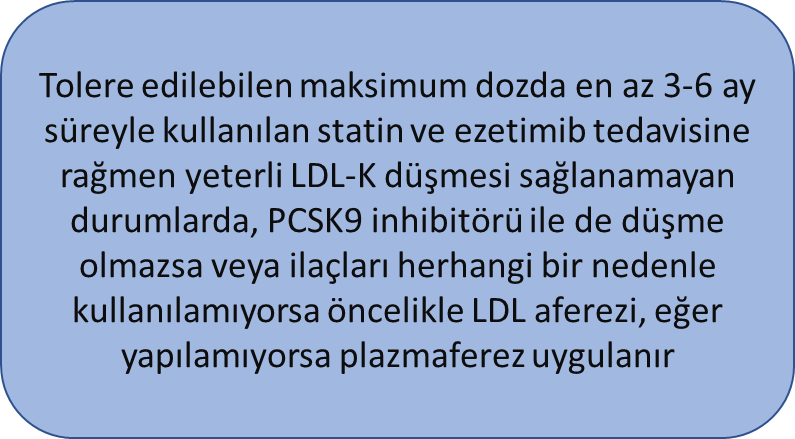 Tolere edilebilen maksimum dozda en az 3-6 ay
süreyle kullanılan statin ve ezetimib tedavisine
rağmen yeterli LDL-K düşmesi sağlanamayan
durumlarda, PCSK9 inhibitörü ile de düşme
olmazsa veya ilaçları herhangi bir nedenle
kullanılamıyorsa öncelikle LDL aferezi, eğer
yapılamıyorsa plazmaferez uygulanır